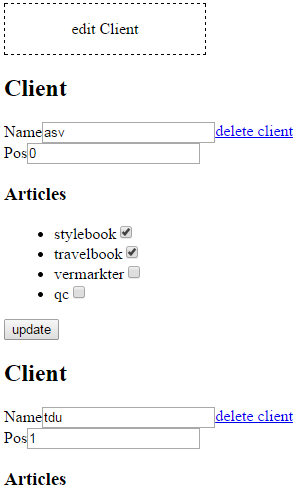 edit Client
Client
Name asv delete client
Pos 0
Articles
stylebook
travelbook
vermarkter
qc
update
Client
Name tdu delete client
Pos 1
Articles